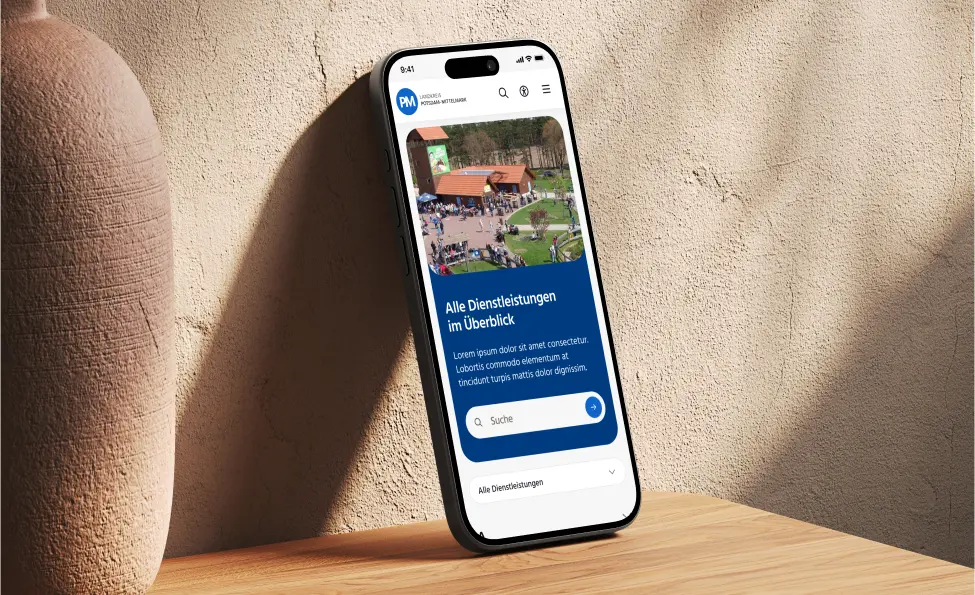 9:41
PM
LANDKREIS
POTSDAM-MITTELMARK
Alle Dienstleistungen
im Überblick
Lorem ipsum dolor sit amet consectetur.
Lobortis commodo elementum at
tincidunt turpis mattis dolor dignissim.
Suche
Alle Dienstleistungen